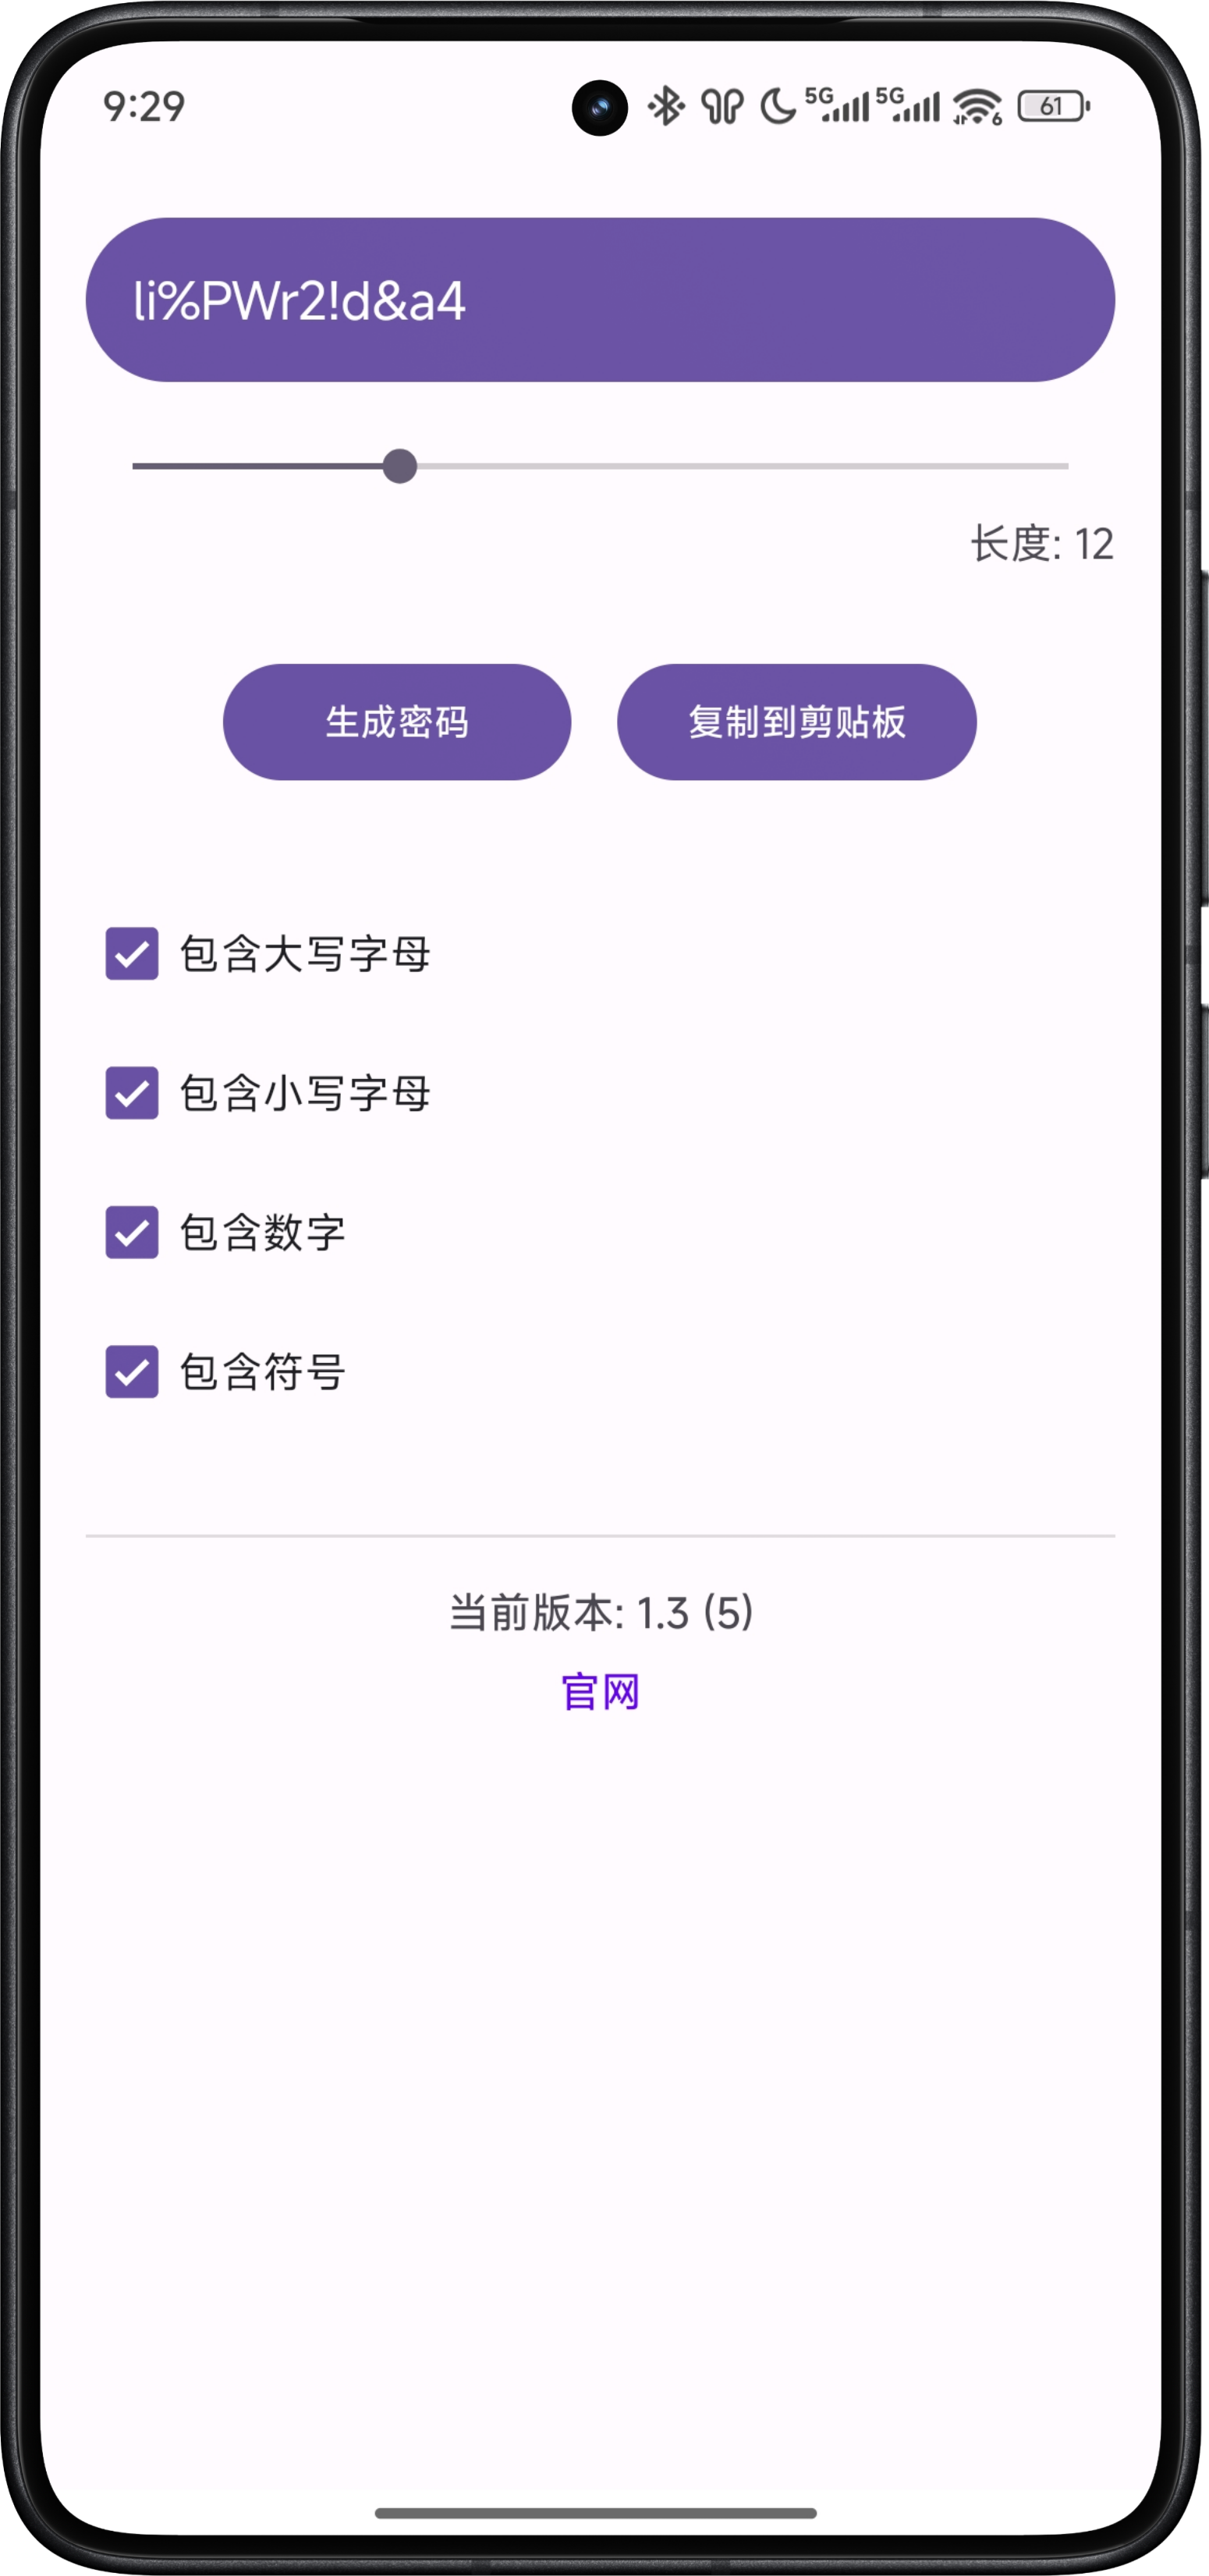 9:29
5G 5G 6 61
li%PWr2!d&a4
长度: 12
生成密码 复制到剪贴板
包含大写字母
包含小写字母
包含数字
包含符号
当前版本: 1.3 (5)
官网